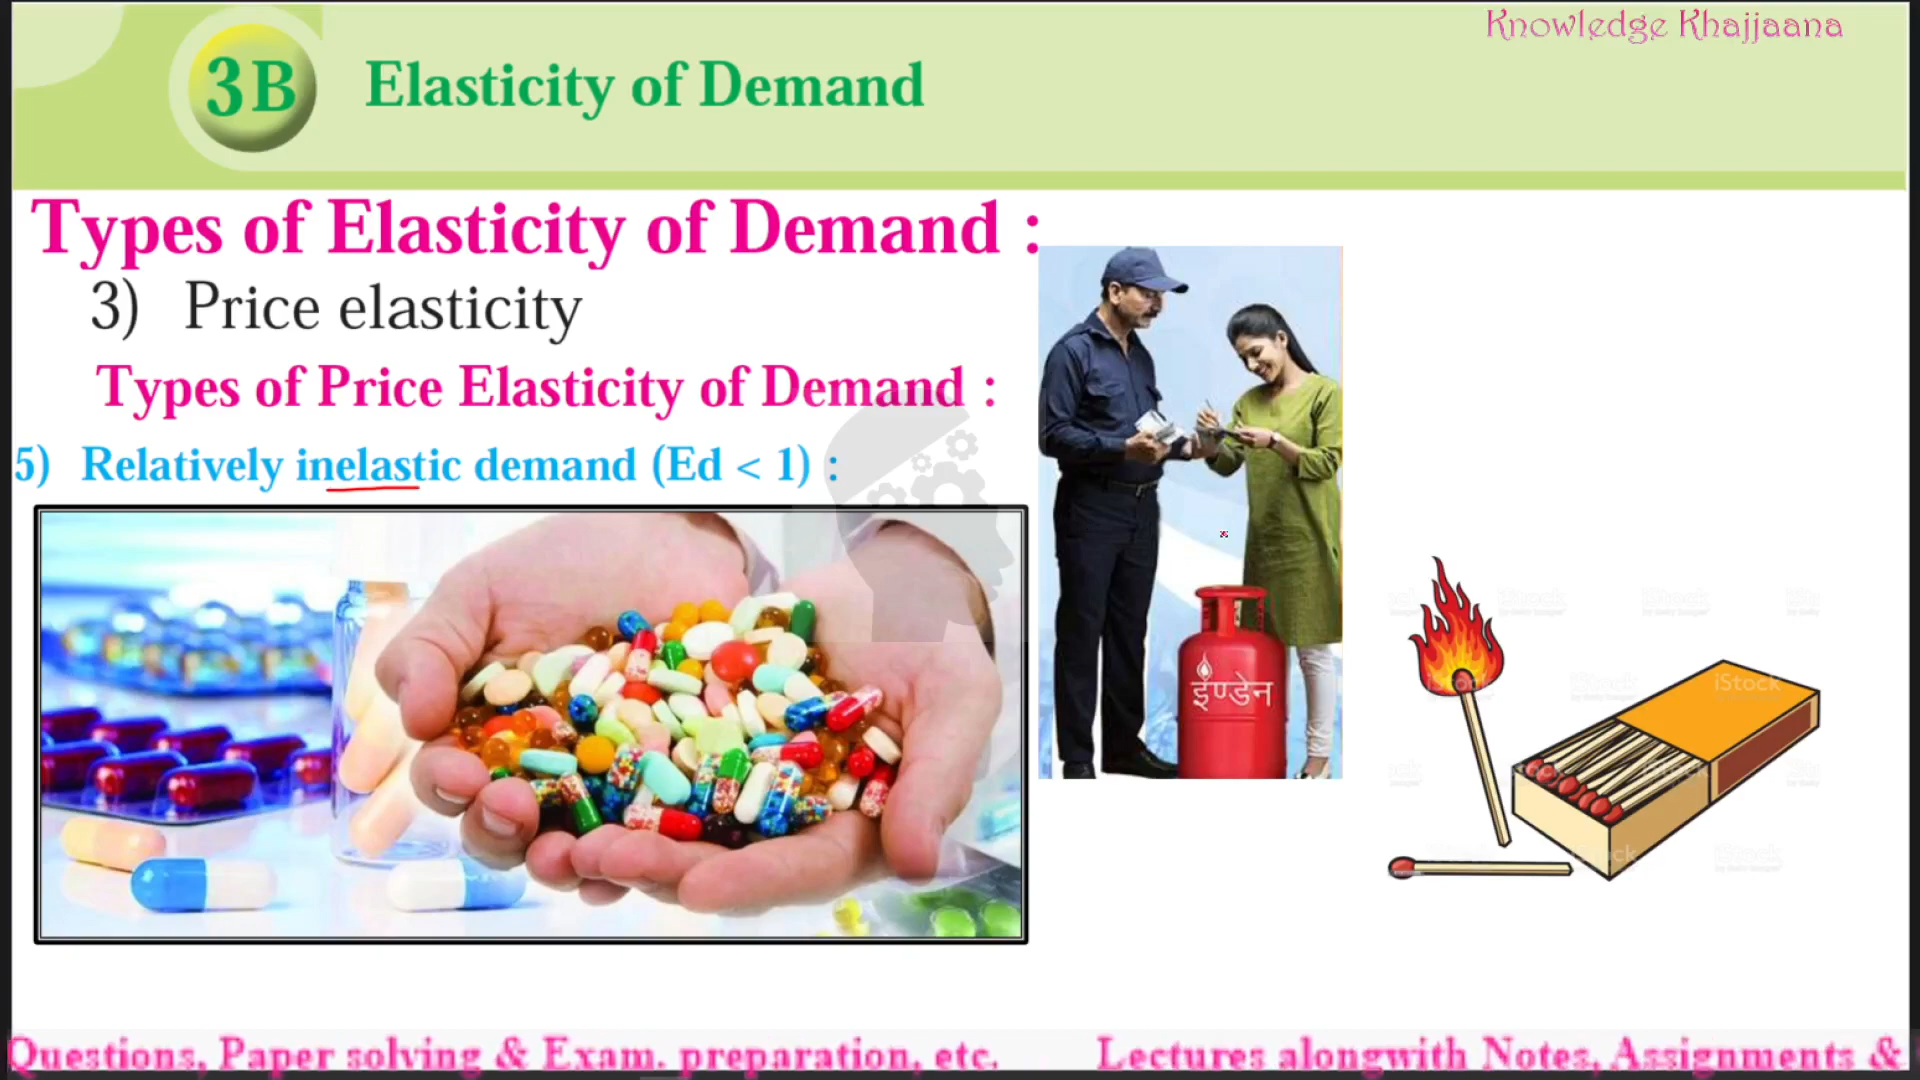 Knowledge Khajjaana
3B Elasticity of Demand
Types of Elasticity of Demand :
3) Price elasticity
Types of Price Elasticity of Demand :
5) Relatively inelastic demand (Ed < 1) :
इण्डेन
iStock
Questions, Paper solving & Exam. preparation, etc. Lectures alongwith Notes, Assignments &